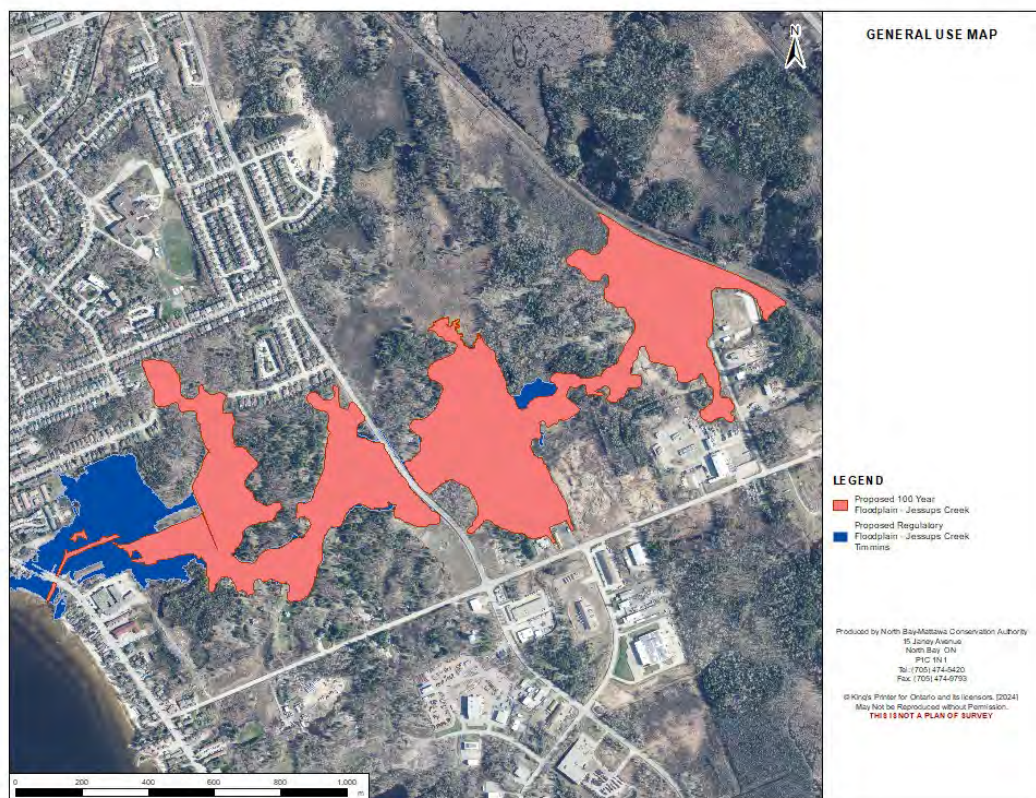 N
GENERAL USE MAP
LEGEND
Proposed 100 Year
Floodplain - Jessups Creek
Proposed Regulatory
Floodplain - Jessups Creek
Timmins
Produced by North Bay-Mattawa Conservation Authority
15 Janey Avenue
North Bay, ON
P1C 1N1
Tel: (705) 474-5420
Fax: (705) 474-9793
© King's Printer for Ontario and its licensors. [2024]
May Not be Reproduced without Permission.
THIS IS NOT A PLAN OF SURVEY
0 200 400 600 800 1,000
m